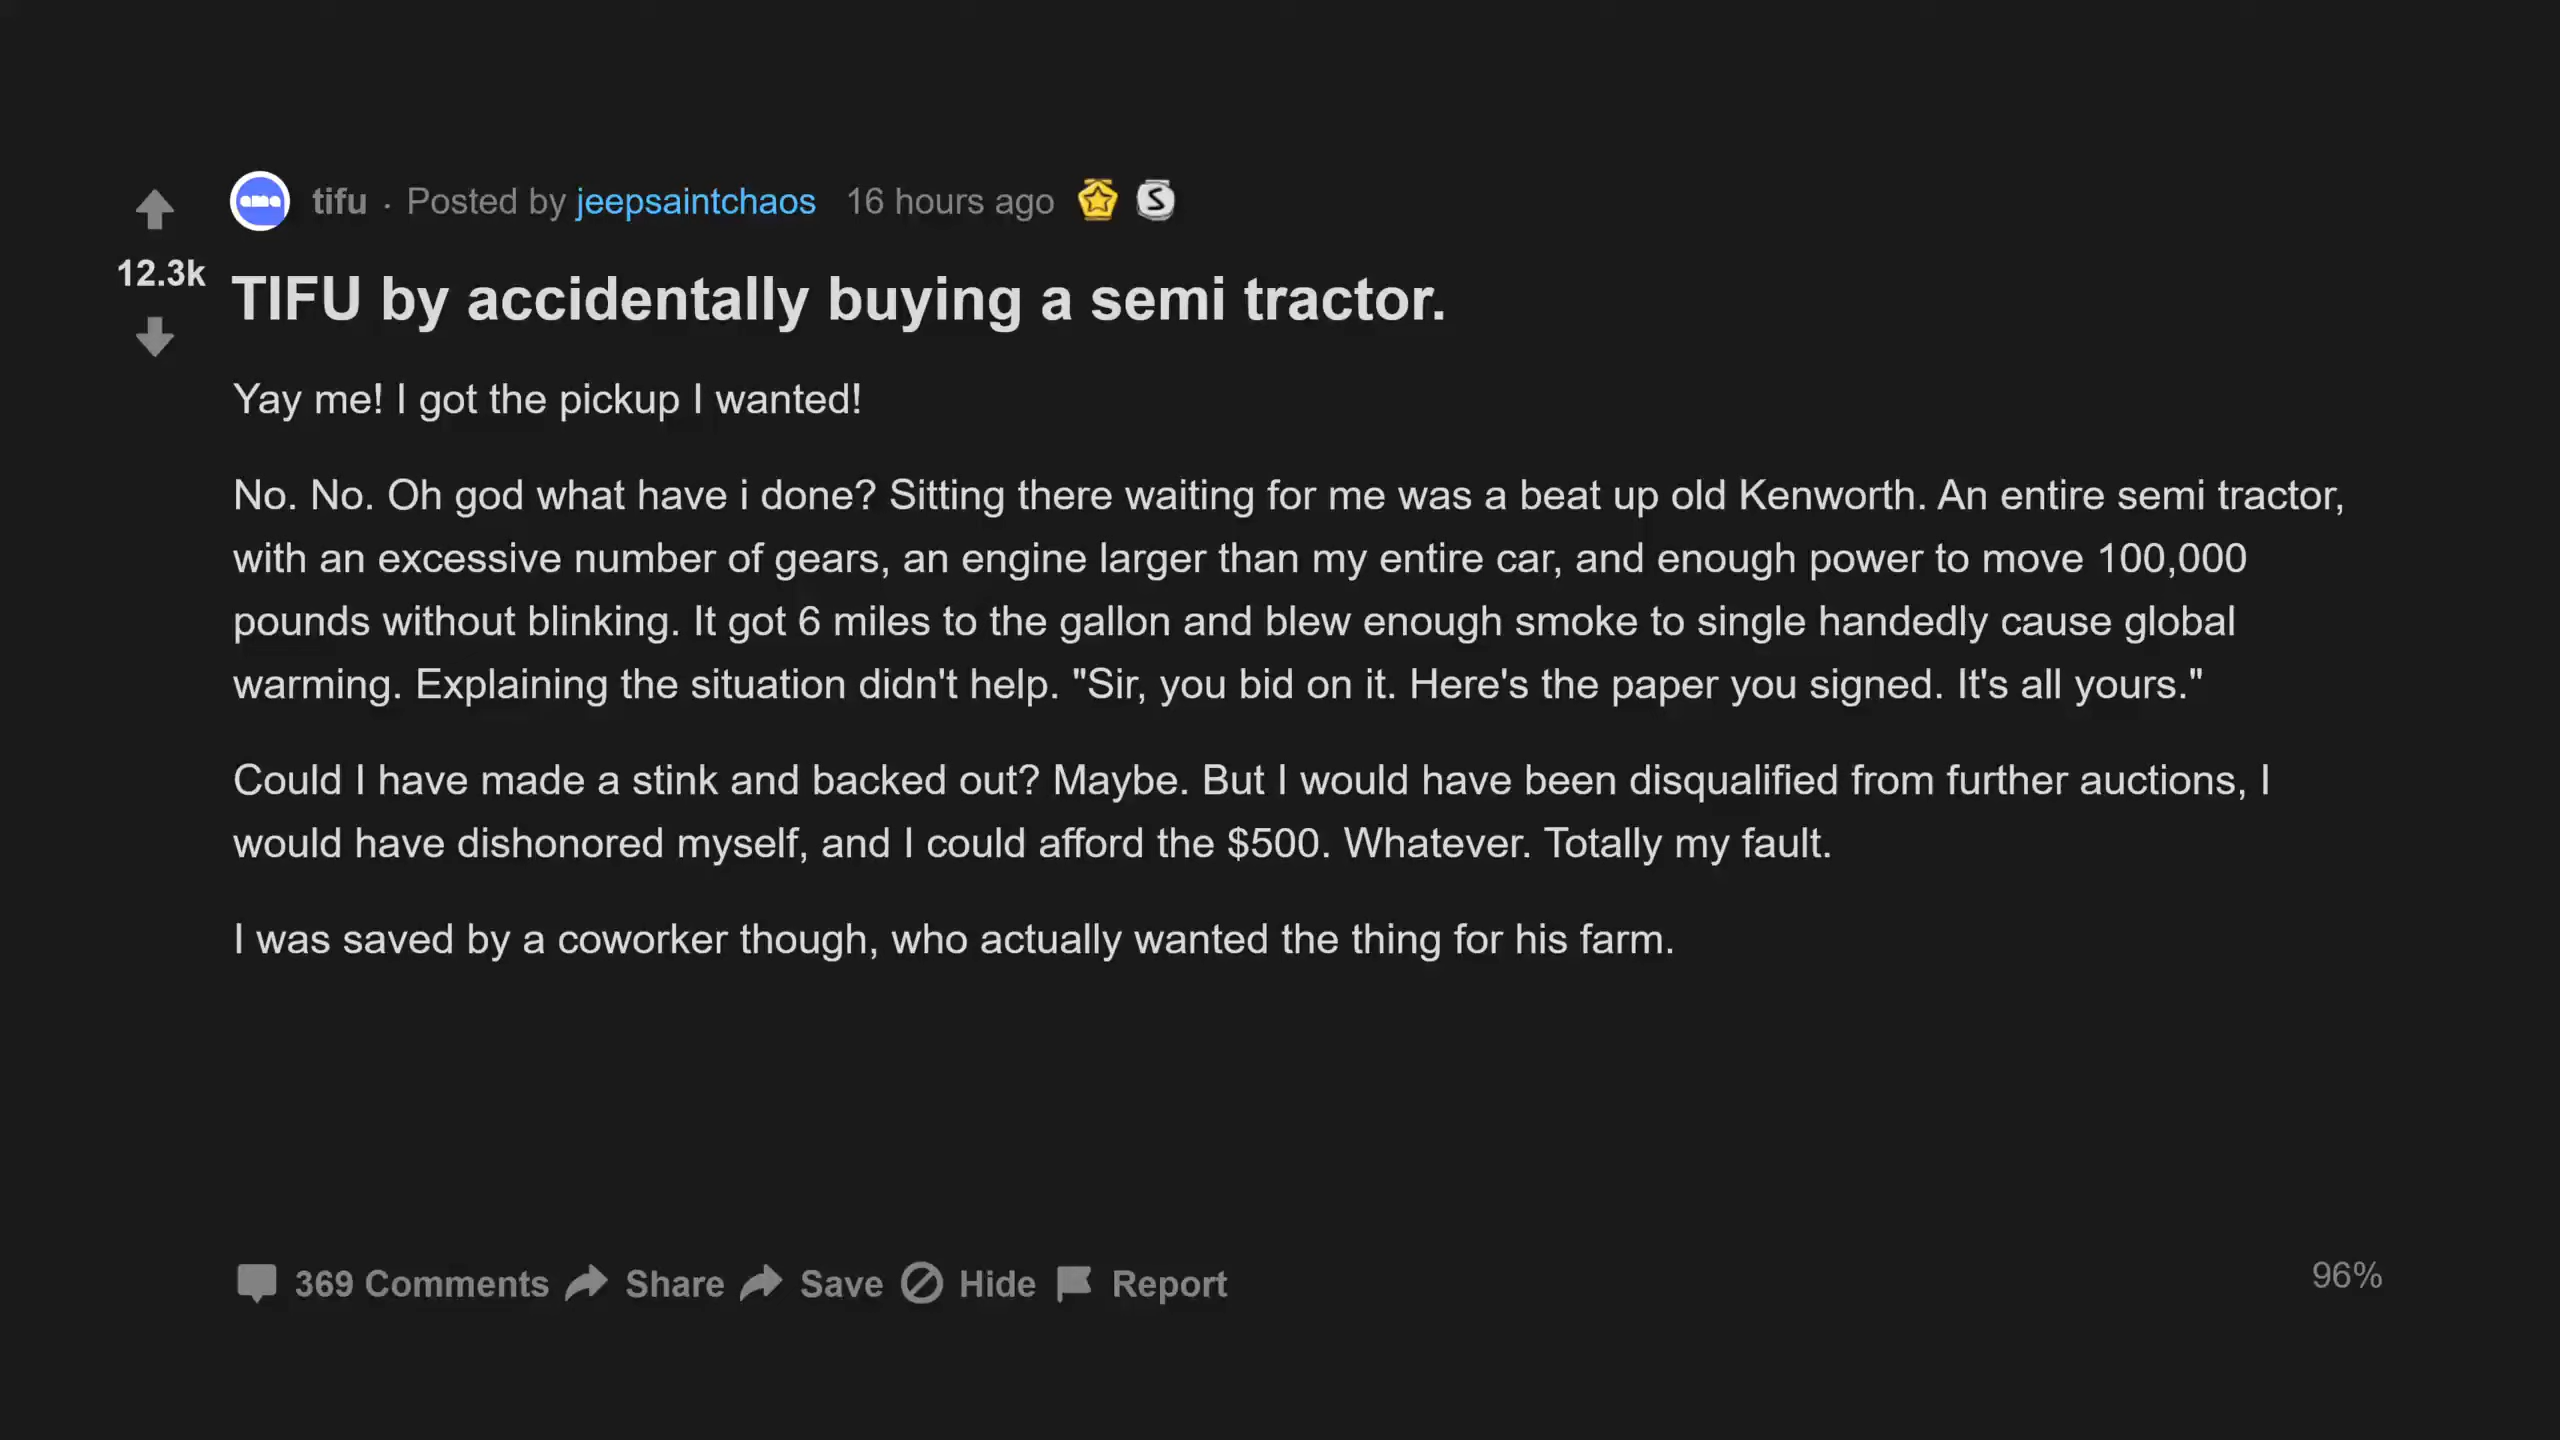 tifu · Posted by jeepsaintchaos 16 hours ago
12.3k
TIFU by accidentally buying a semi tractor.
Yay me! I got the pickup I wanted!
No. No. Oh god what have i done? Sitting there waiting for me was a beat up old Kenworth. An entire semi tractor,
with an excessive number of gears, an engine larger than my entire car, and enough power to move 100,000
pounds without blinking. It got 6 miles to the gallon and blew enough smoke to single handedly cause global
warming. Explaining the situation didn't help. "Sir, you bid on it. Here's the paper you signed. It's all yours."
Could I have made a stink and backed out? Maybe. But I would have been disqualified from further auctions, I
would have dishonored myself, and I could afford the $500. Whatever. Totally my fault.
I was saved by a coworker though, who actually wanted the thing for his farm.
369 Comments Share Save Hide Report
96%